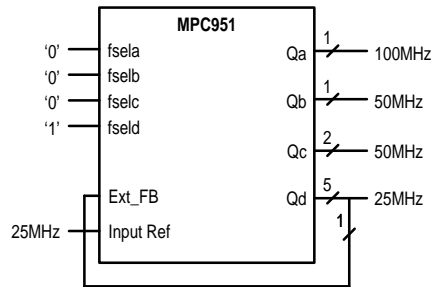 MPC951
‘0’ fsela Qa 1 100MHz
‘0’ fselb Qb 1 50MHz
‘0’ fselc Qc 2 50MHz
‘1’ fseld
Ext_FB Qd 5 25MHz
25MHz Input Ref 1